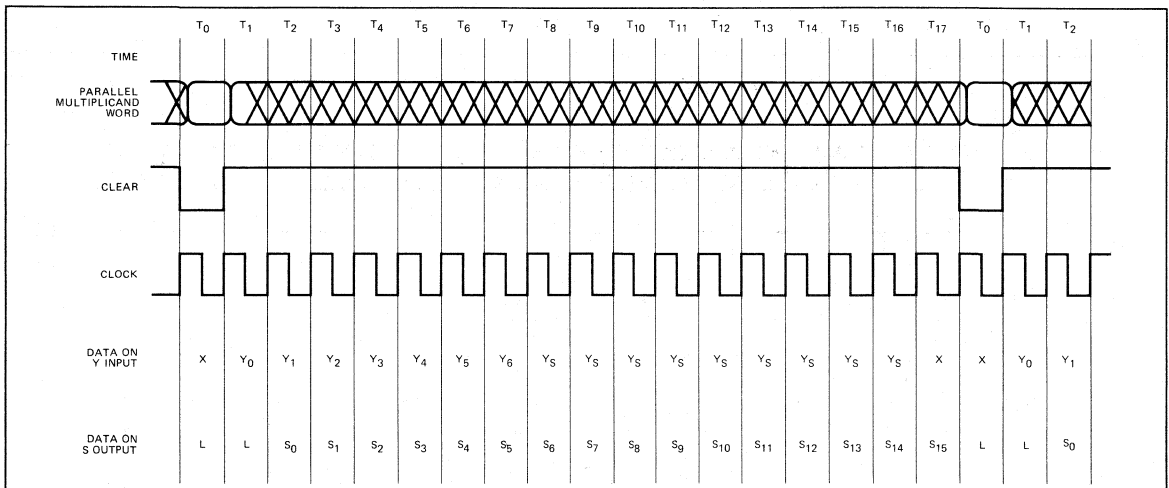 T0 T1 T2 T3 T4 T5 T6 T7 T8 T9 T10 T11 T12 T13 T14 T15 T16 T17 T0 T1 T2
TIME
PARALLEL
MULTIPLICAND
WORD
CLEAR
CLOCK
DATA ON
Y INPUT
X Y0 Y1 Y2 Y3 Y4 Y5 Y6 YS YS YS YS YS YS YS YS YS X X Y0 Y1
DATA ON
S OUTPUT
L L S0 S1 S2 S3 S4 S5 S6 S7 S8 S9 S10 S11 S12 S13 S14 S15 L L S0